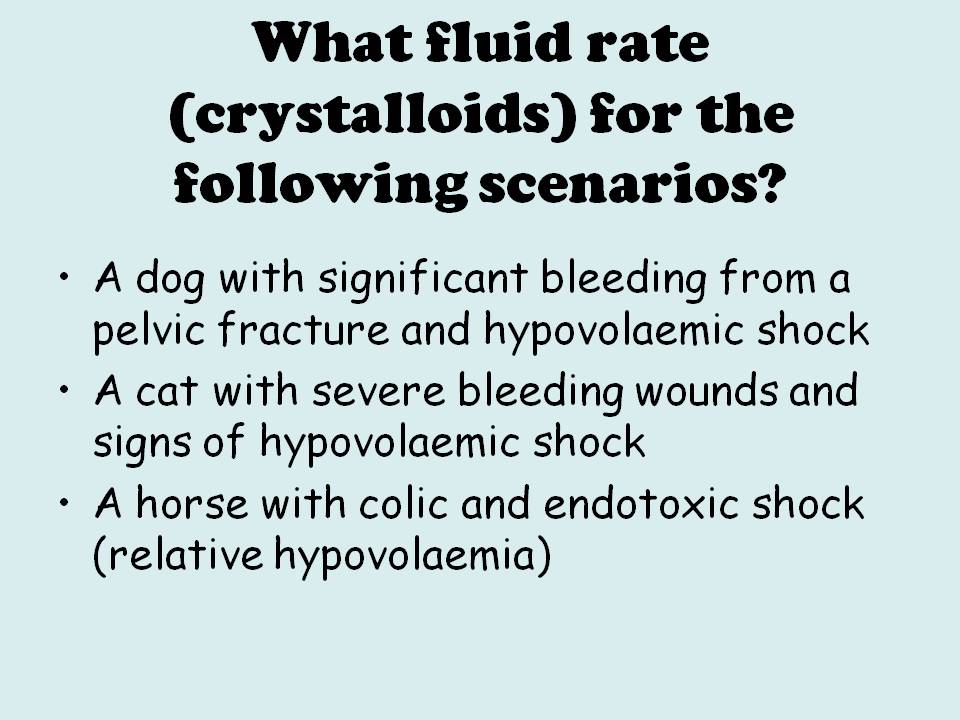 What fluid rate
(crystalloids) for the
following scenarios?
• A dog with significant bleeding from a
pelvic fracture and hypovolaemic shock
• A cat with severe bleeding wounds and
signs of hypovolaemic shock
• A horse with colic and endotoxic shock
(relative hypovolaemia)